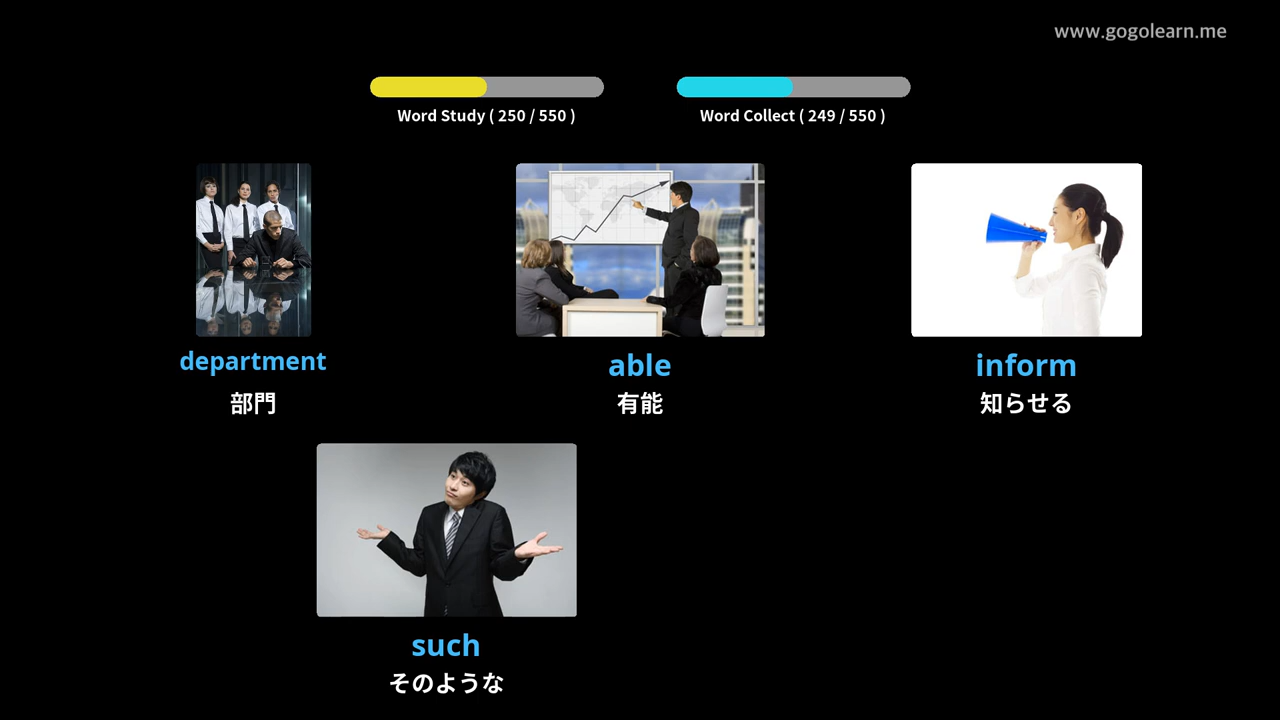 www.gogolearn.me
Word Study ( 250 / 550 )
Word Collect ( 249 / 550 )
department
部門
able
有能
inform
知らせる
such
そのような